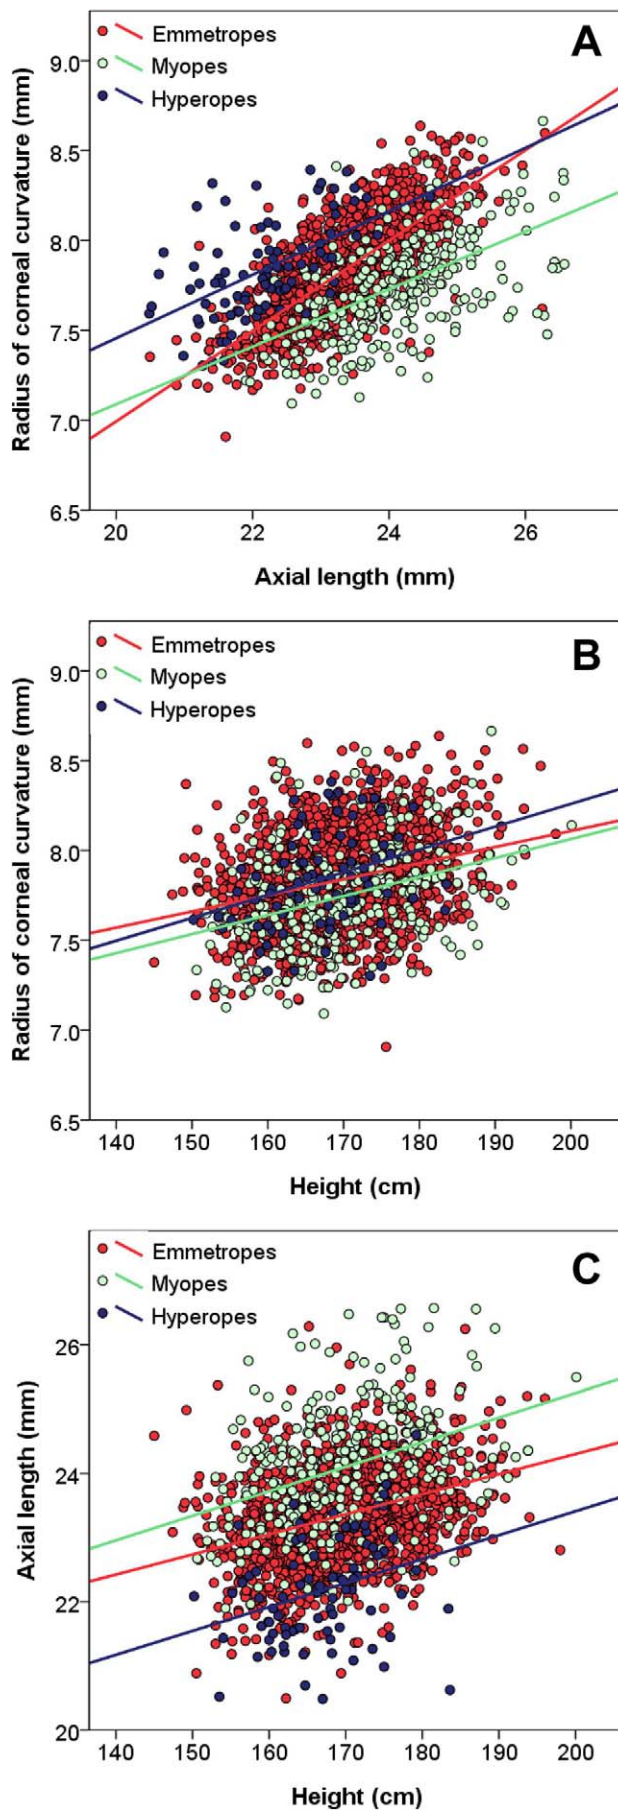 A
Emmetropes
Myopes
Hyperopes
Radius of corneal curvature (mm)
9.0
8.5
8.0
7.5
7.0
6.5
20 22 24 26
Axial length (mm)
B
Emmetropes
Myopes
Hyperopes
Radius of corneal curvature (mm)
9.0
8.5
8.0
7.5
7.0
6.5
140 150 160 170 180 190 200
Height (cm)
C
Emmetropes
Myopes
Hyperopes
Axial length (mm)
26
24
22
20
140 150 160 170 180 190 200
Height (cm)